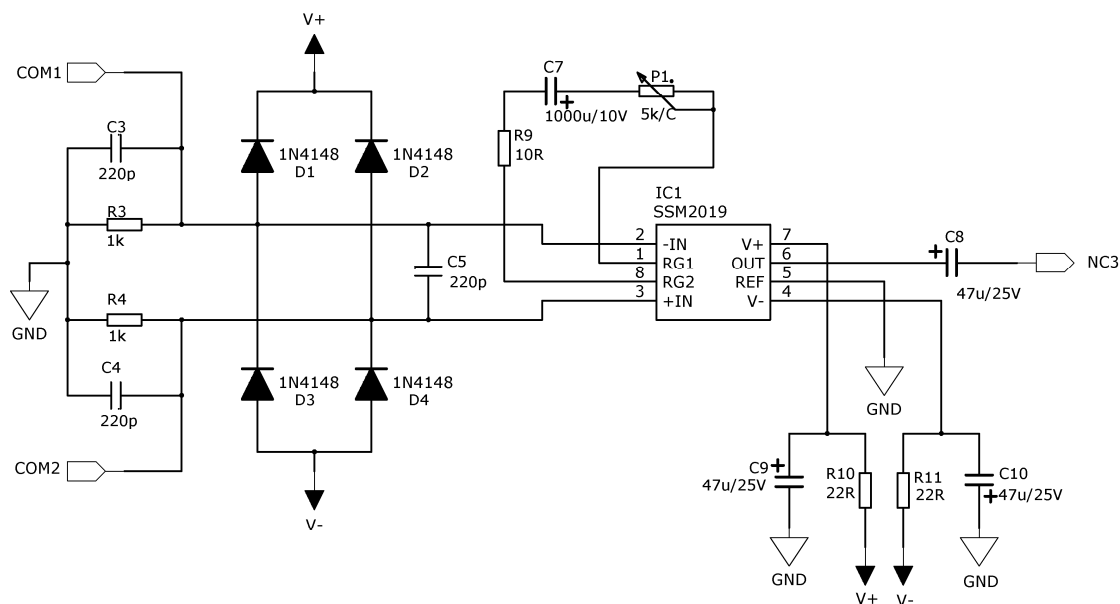 V+
COM1
C7
P1.
1000u/10V
5k/C
C3
220p
R9
10R
1N4148
D1
1N4148
D2
IC1
SSM2019
R3
1k
2 -IN V+ 7
1 RG1 OUT 6
8 RG2 REF 5
3 +IN V- 4
C8
47u/25V
NC3
C5
220p
GND
R4
1k
C4
220p
1N4148
D3
1N4148
D4
GND
COM2
V-
C9
47u/25V
R10
22R
R11
22R
C10
47u/25V
GND
V+
V-
GND